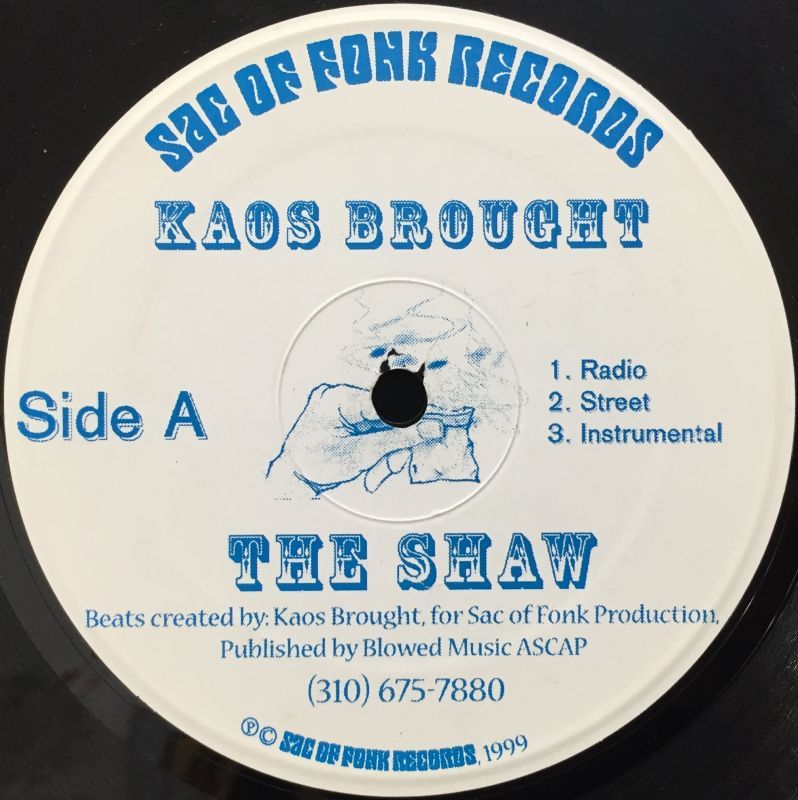 SAC OF FONK RECORDS
KAOS BROUGHT
Side A
1. Radio
2. Street
3. Instrumental
THE SHAW
Beats created by: Kaos Brought, for Sac of Fonk Production,
Published by Blowed Music ASCAP
(310) 675-7880
℗© SAC OF FONK RECORDS, 1999